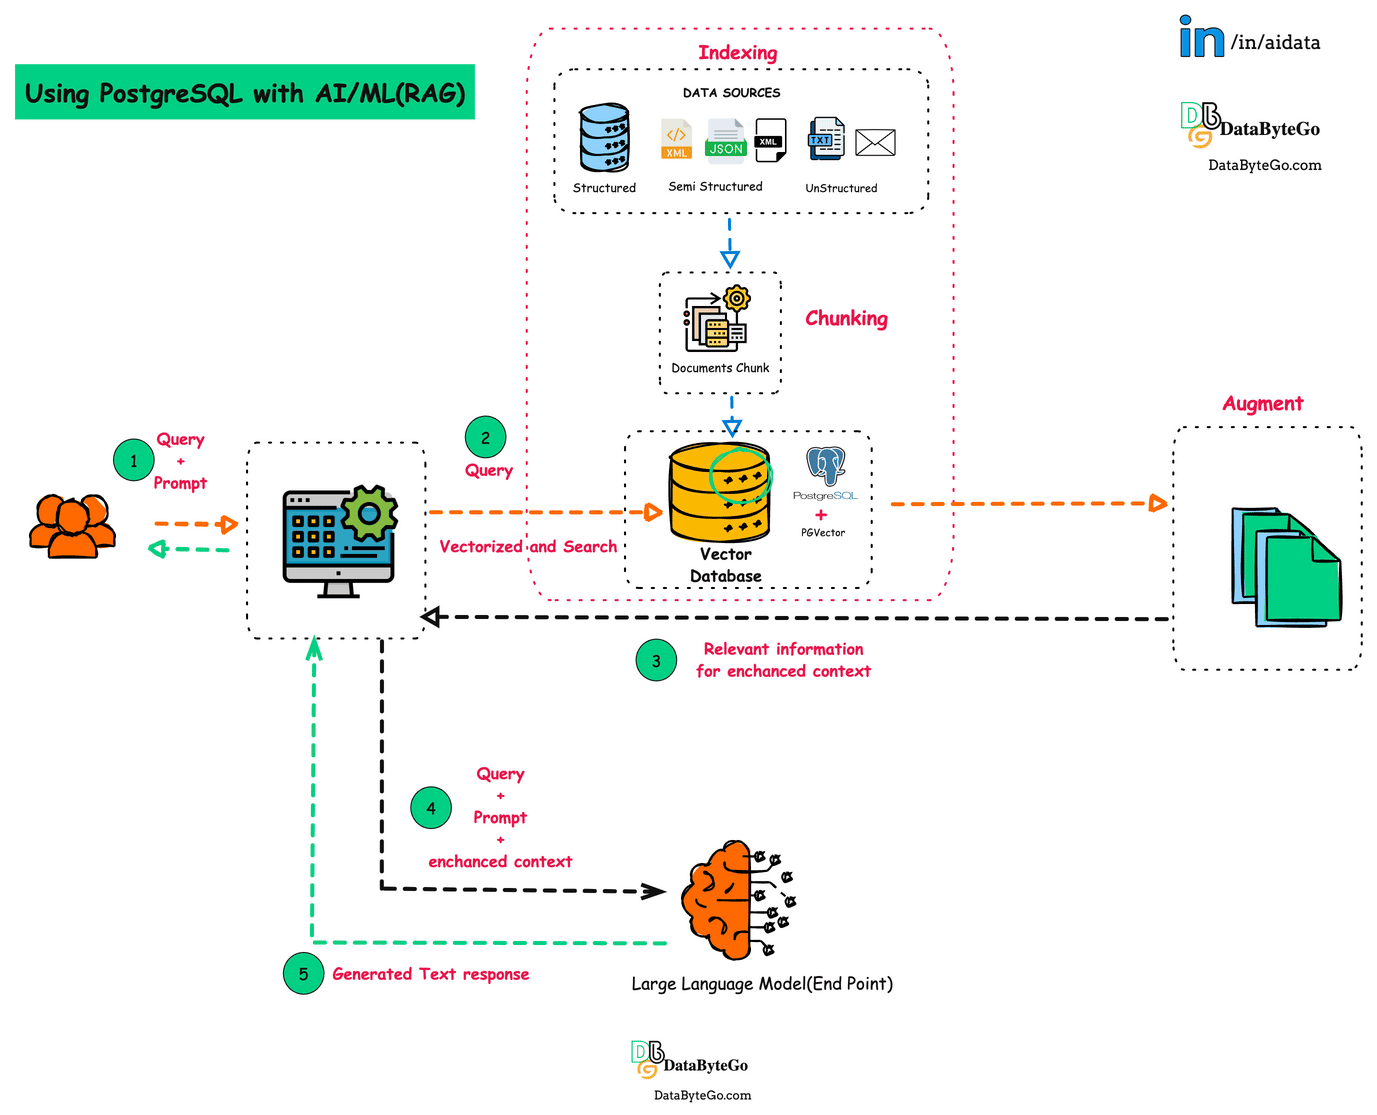 Using PostgreSQL with AI/ML(RAG)
in /in/aidata
DBG DataByteGo
DataByteGo.com
Indexing
DATA SOURCES
</> XML
JSON
XML
TXT
Structured
Semi Structured
UnStructured
Documents Chunk
Chunking
1
Query
+
Prompt
2
Query
Vectorized and Search
Vector
Database
PostgreSQL
+
PGVector
Augment
3
Relevant information
for enchanced context
4
Query
+
Prompt
+
enchanced context
5
Generated Text response
Large Language Model(End Point)
DBG DataByteGo
DataByteGo.com